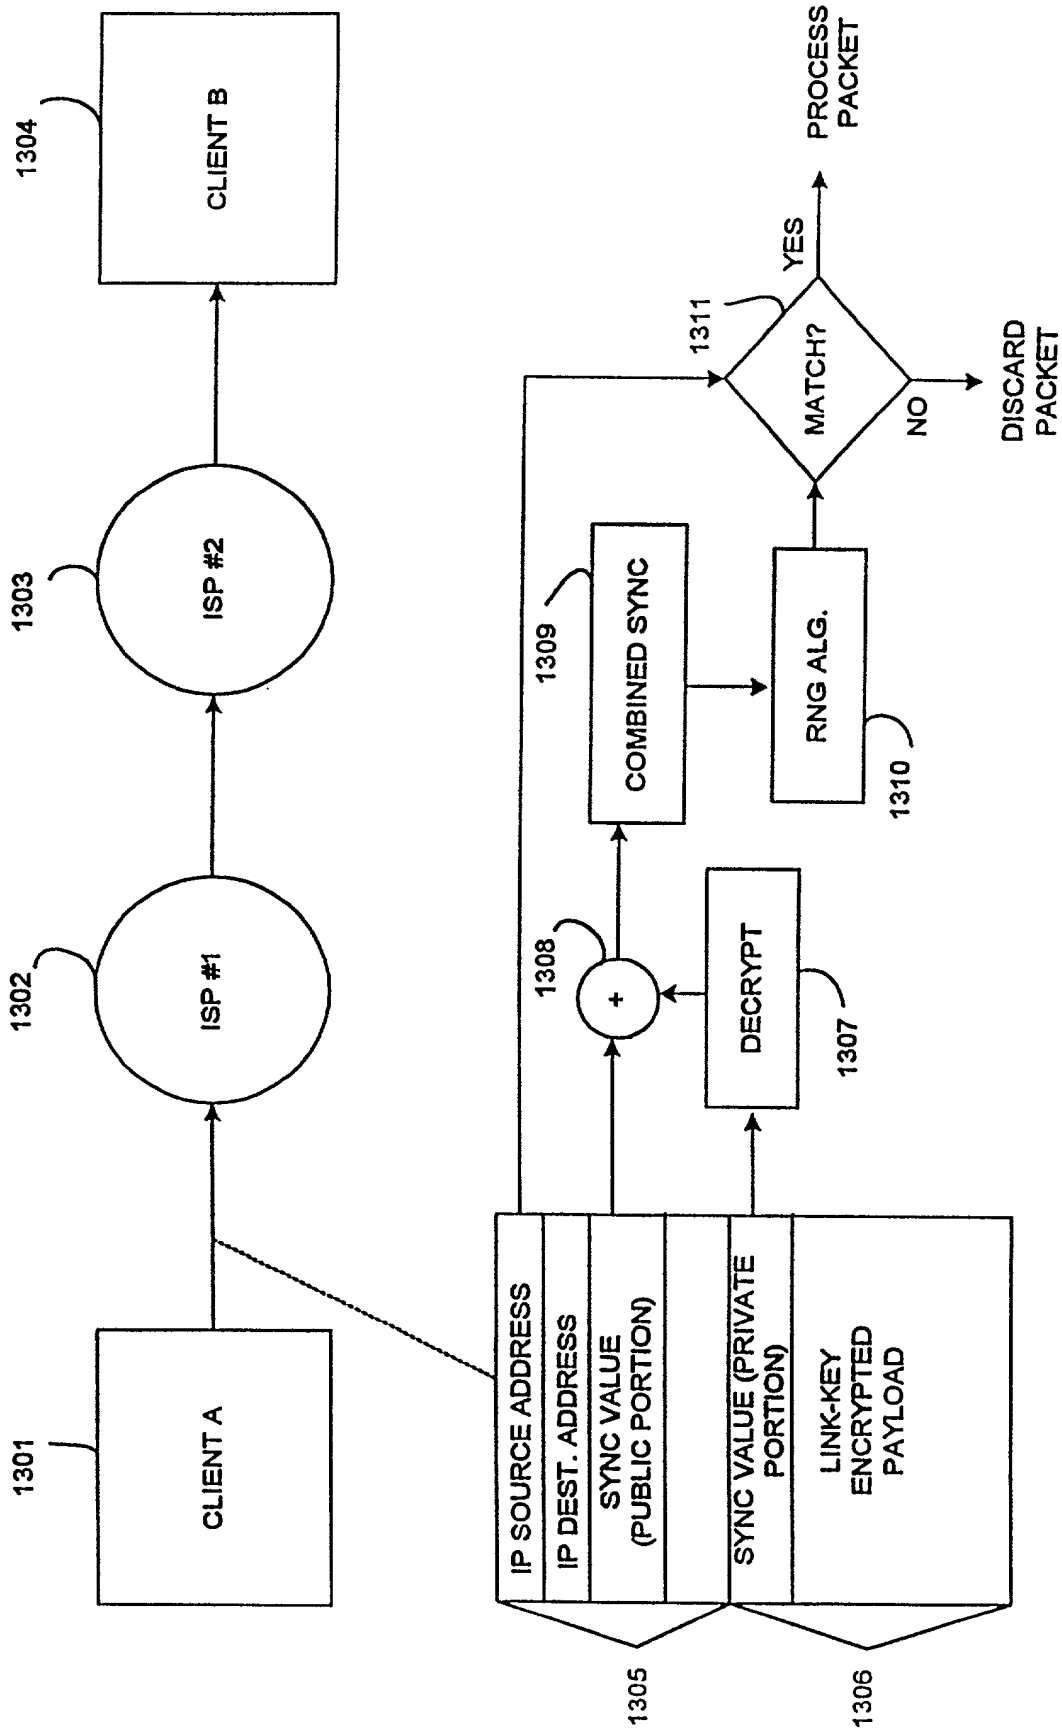 1301
CLIENT A
1302
ISP #1
1303
ISP #2
1304
CLIENT B
1305
IP SOURCE ADDRESS
IP DEST. ADDRESS
SYNC VALUE
(PUBLIC PORTION)
1306
SYNC VALUE (PRIVATE
PORTION)
LINK-KEY
ENCRYPTED
PAYLOAD
1307
DECRYPT
1308
+
1309
COMBINED SYNC
1310
RNG ALG.
1311
MATCH?
YES
PROCESS
PACKET
NO
DISCARD
PACKET